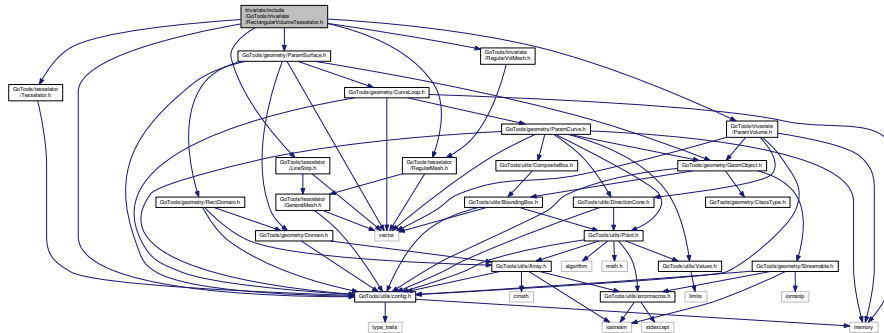 trivariate/include
/GoTools/trivariate
/RectangularVolumeTesselator.h
GoTools/geometry/ParamSurface.h
GoTools/trivariate
/RegularVolMesh.h
GoTools/tesselator
/Tesselator.h
GoTools/geometry/CurveLoop.h
GoTools/geometry/ParamCurve.h
GoTools/trivariate
/ParamVolume.h
GoTools/tesselator
/LineStrip.h
GoTools/tesselator
/RegularMesh.h
GoTools/utils/CompositeBox.h
GoTools/geometry/GeomObject.h
GoTools/geometry/RectDomain.h
GoTools/tesselator
/GeneralMesh.h
GoTools/utils/BoundingBox.h
GoTools/utils/DirectionCone.h
GoTools/geometry/ClassType.h
GoTools/geometry/Domain.h
vector
GoTools/utils/Point.h
GoTools/utils/Array.h
algorithm
math.h
GoTools/utils/Values.h
GoTools/geometry/Streamable.h
GoTools/utils/config.h
cmath
GoTools/utils/errormacros.h
limits
iomanip
type_traits
iostream
stdexcept
memory